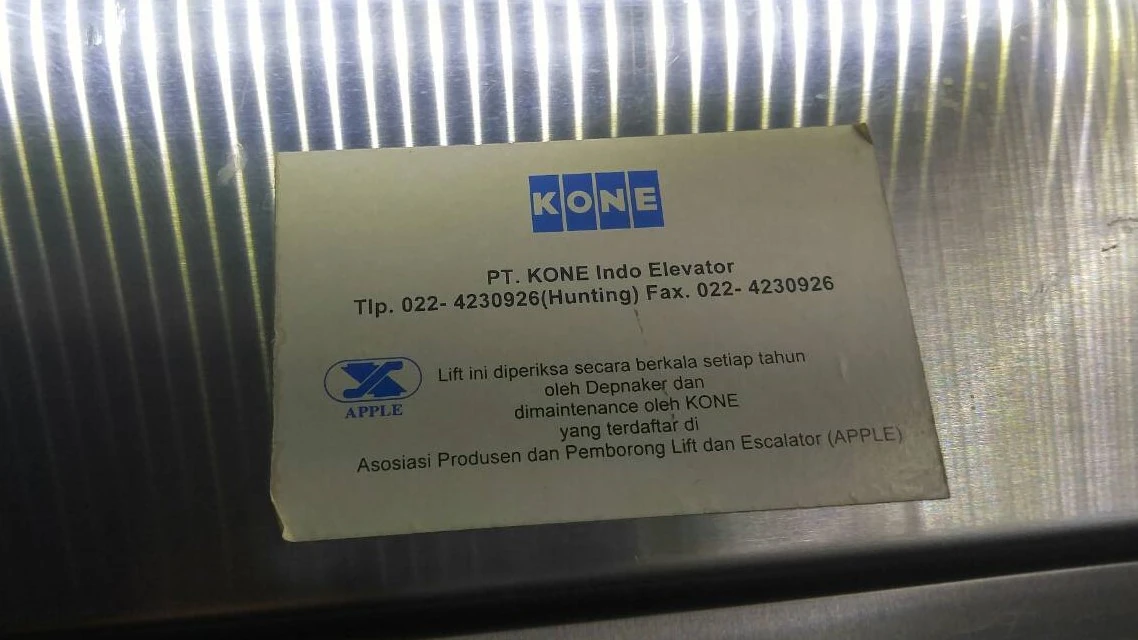 KONE
PT. KONE Indo Elevator
Tlp. 022- 4230926(Hunting) Fax. 022- 4230926
Lift ini diperiksa secara berkala setiap tahun
oleh Depnaker dan
dimaintenance oleh KONE
yang terdaftar di
Asosiasi Produsen dan Pemborong Lift dan Escalator (APPLE)
APPLE